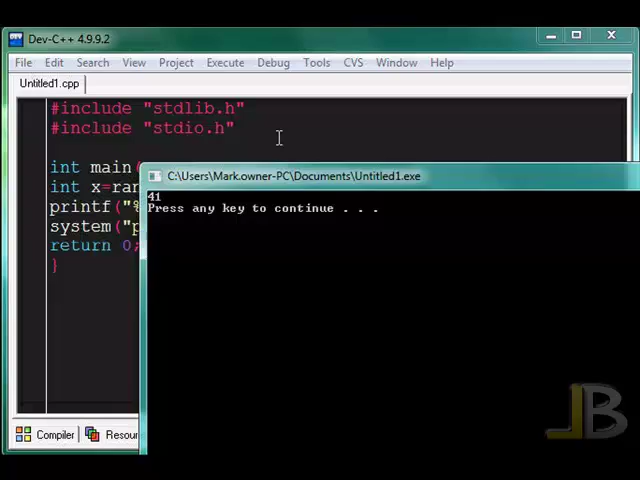 Dev-C++ 4.9.9.2
File Edit Search View Project Execute Debug Tools CVS Window Help
Untitled1.cpp
#include "stdlib.h"
#include "stdio.h"
int main(
int x=ran
printf("%
system("p
return 0;
}
C:\Users\Mark.owner-PC\Documents\Untitled1.exe
41
Press any key to continue . . .
Compiler Resour
JB